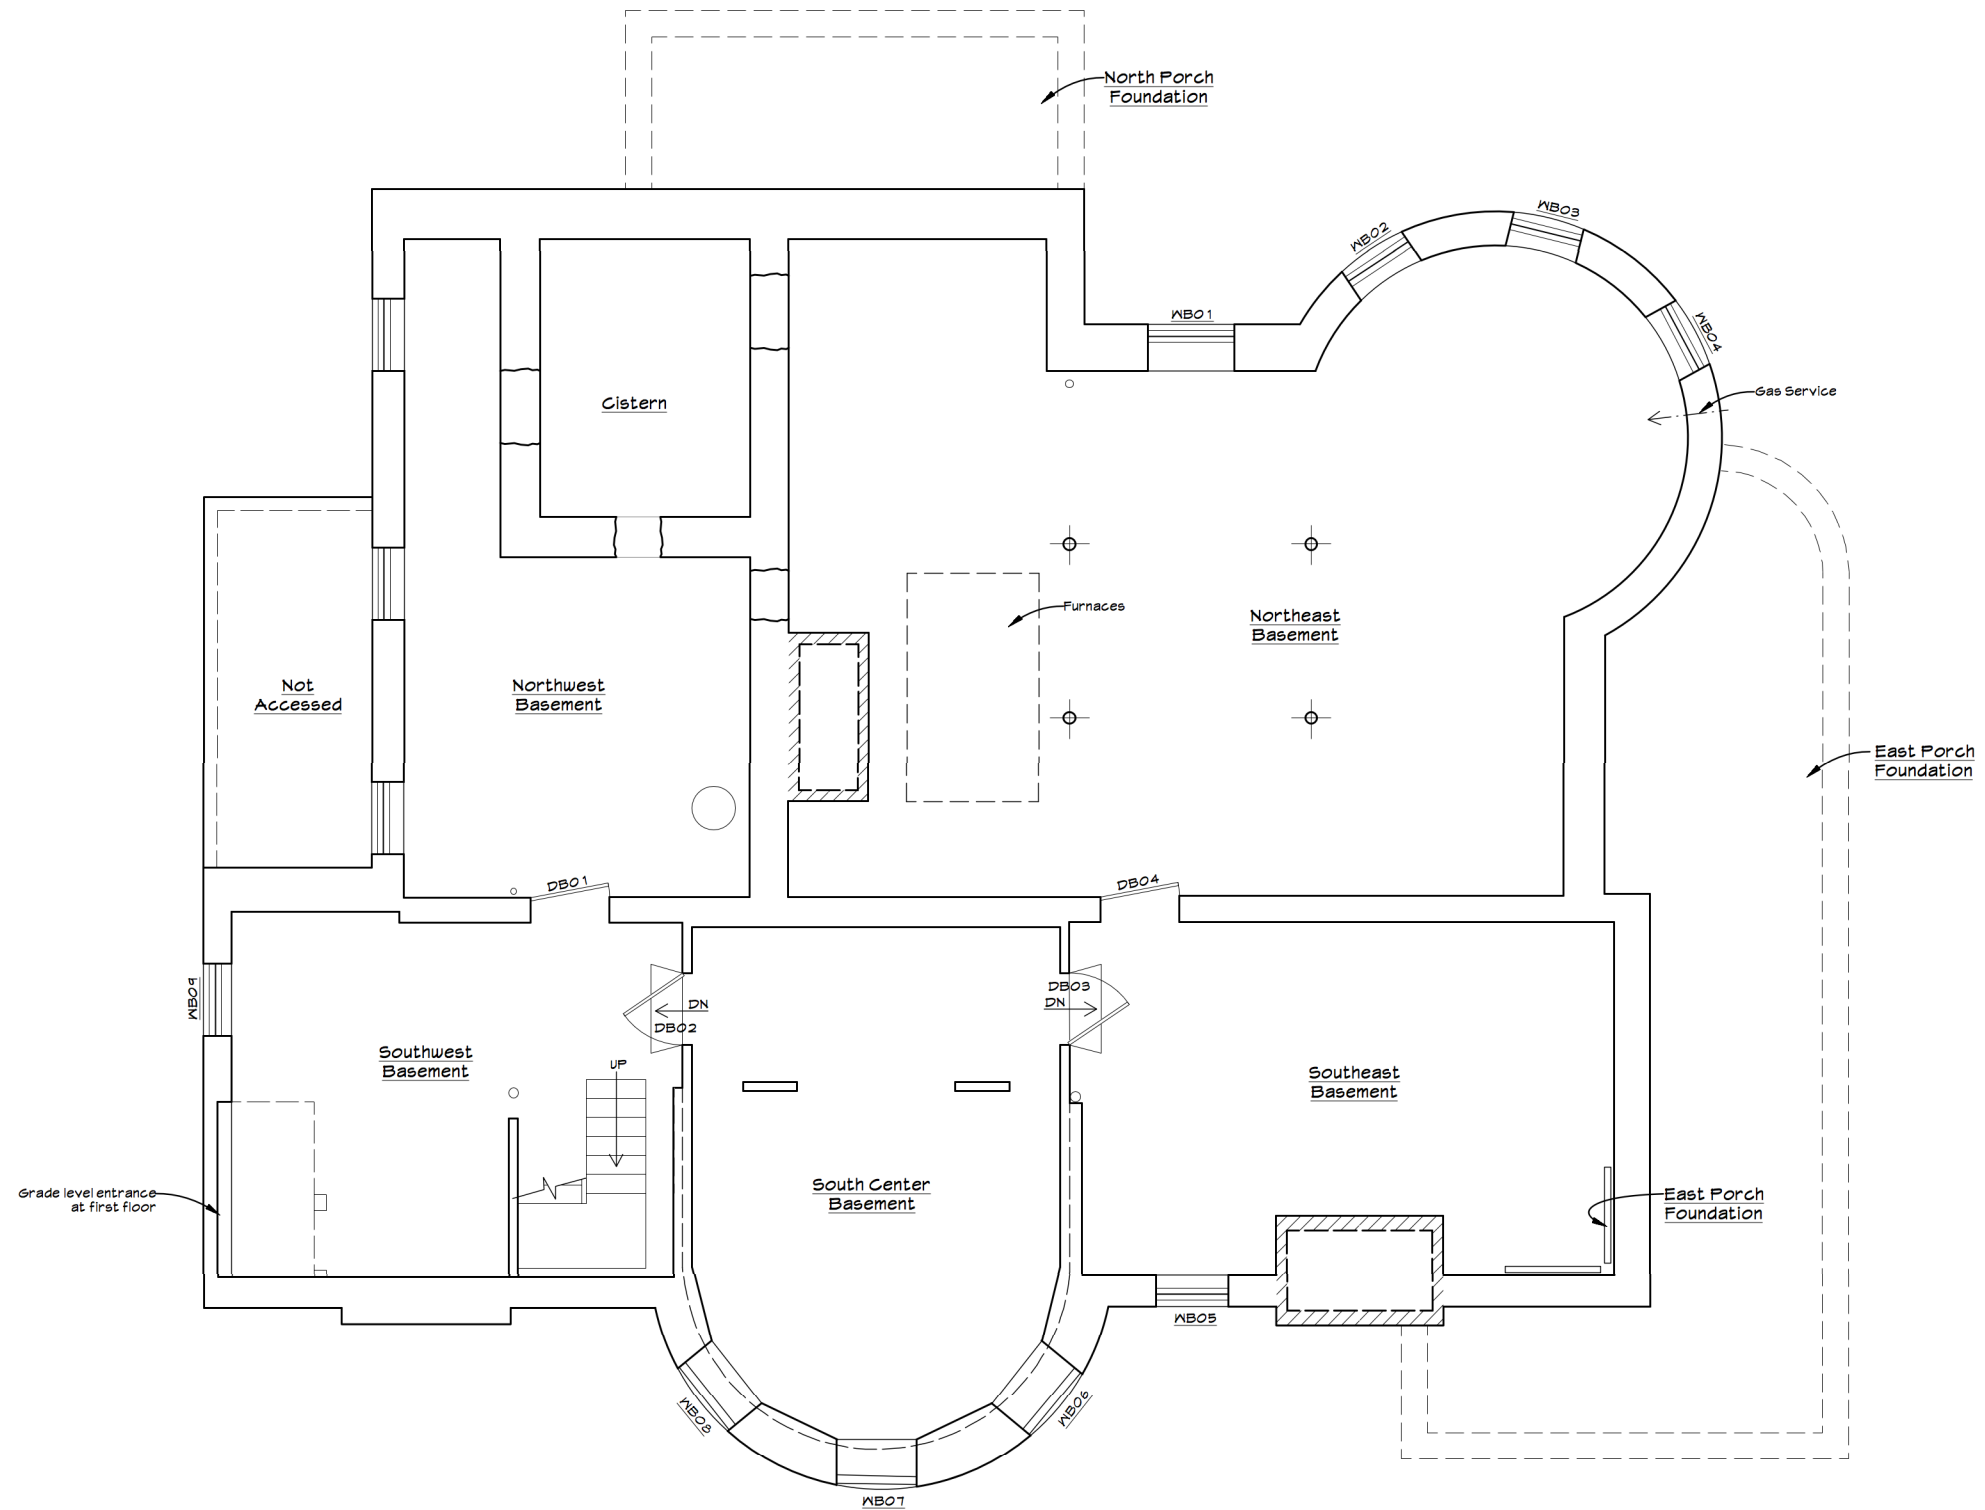 North Porch
Foundation
WB03
WB02
WB01
WB04
Gas Service
Cistern
Furnaces
Northeast
Basement
Not
Accessed
Northwest
Basement
East Porch
Foundation
DB01
DB04
WB09
DB03
DN
DN
DB02
Southwest
Basement
UP
Southeast
Basement
South Center
Basement
Grade level entrance
at first floor
East Porch
Foundation
WB05
WB08
WB06
WB07